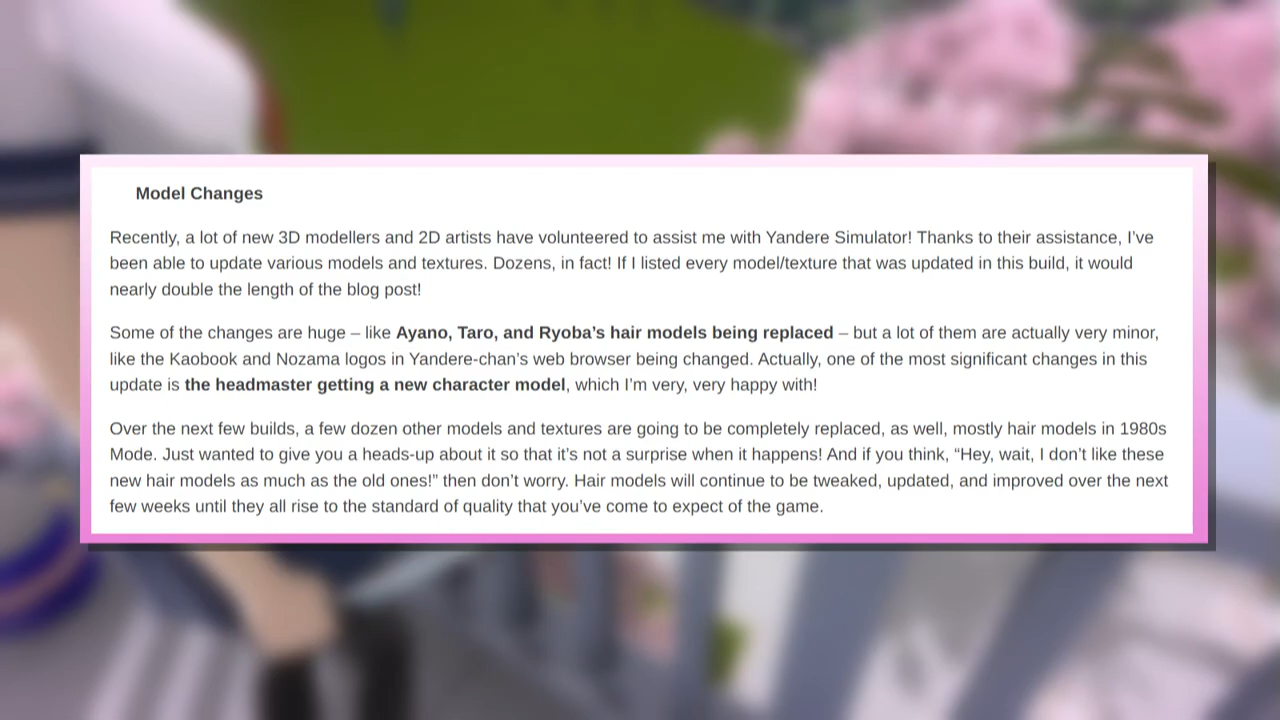 Model Changes
Recently, a lot of new 3D modellers and 2D artists have volunteered to assist me with Yandere Simulator! Thanks to their assistance, I’ve
been able to update various models and textures. Dozens, in fact! If I listed every model/texture that was updated in this build, it would
nearly double the length of the blog post!
Some of the changes are huge – like Ayano, Taro, and Ryoba’s hair models being replaced – but a lot of them are actually very minor,
like the Kaobook and Nozama logos in Yandere-chan’s web browser being changed. Actually, one of the most significant changes in this
update is the headmaster getting a new character model, which I’m very, very happy with!
Over the next few builds, a few dozen other models and textures are going to be completely replaced, as well, mostly hair models in 1980s
Mode. Just wanted to give you a heads-up about it so that it’s not a surprise when it happens! And if you think, “Hey, wait, I don’t like these
new hair models as much as the old ones!” then don’t worry. Hair models will continue to be tweaked, updated, and improved over the next
few weeks until they all rise to the standard of quality that you’ve come to expect of the game.